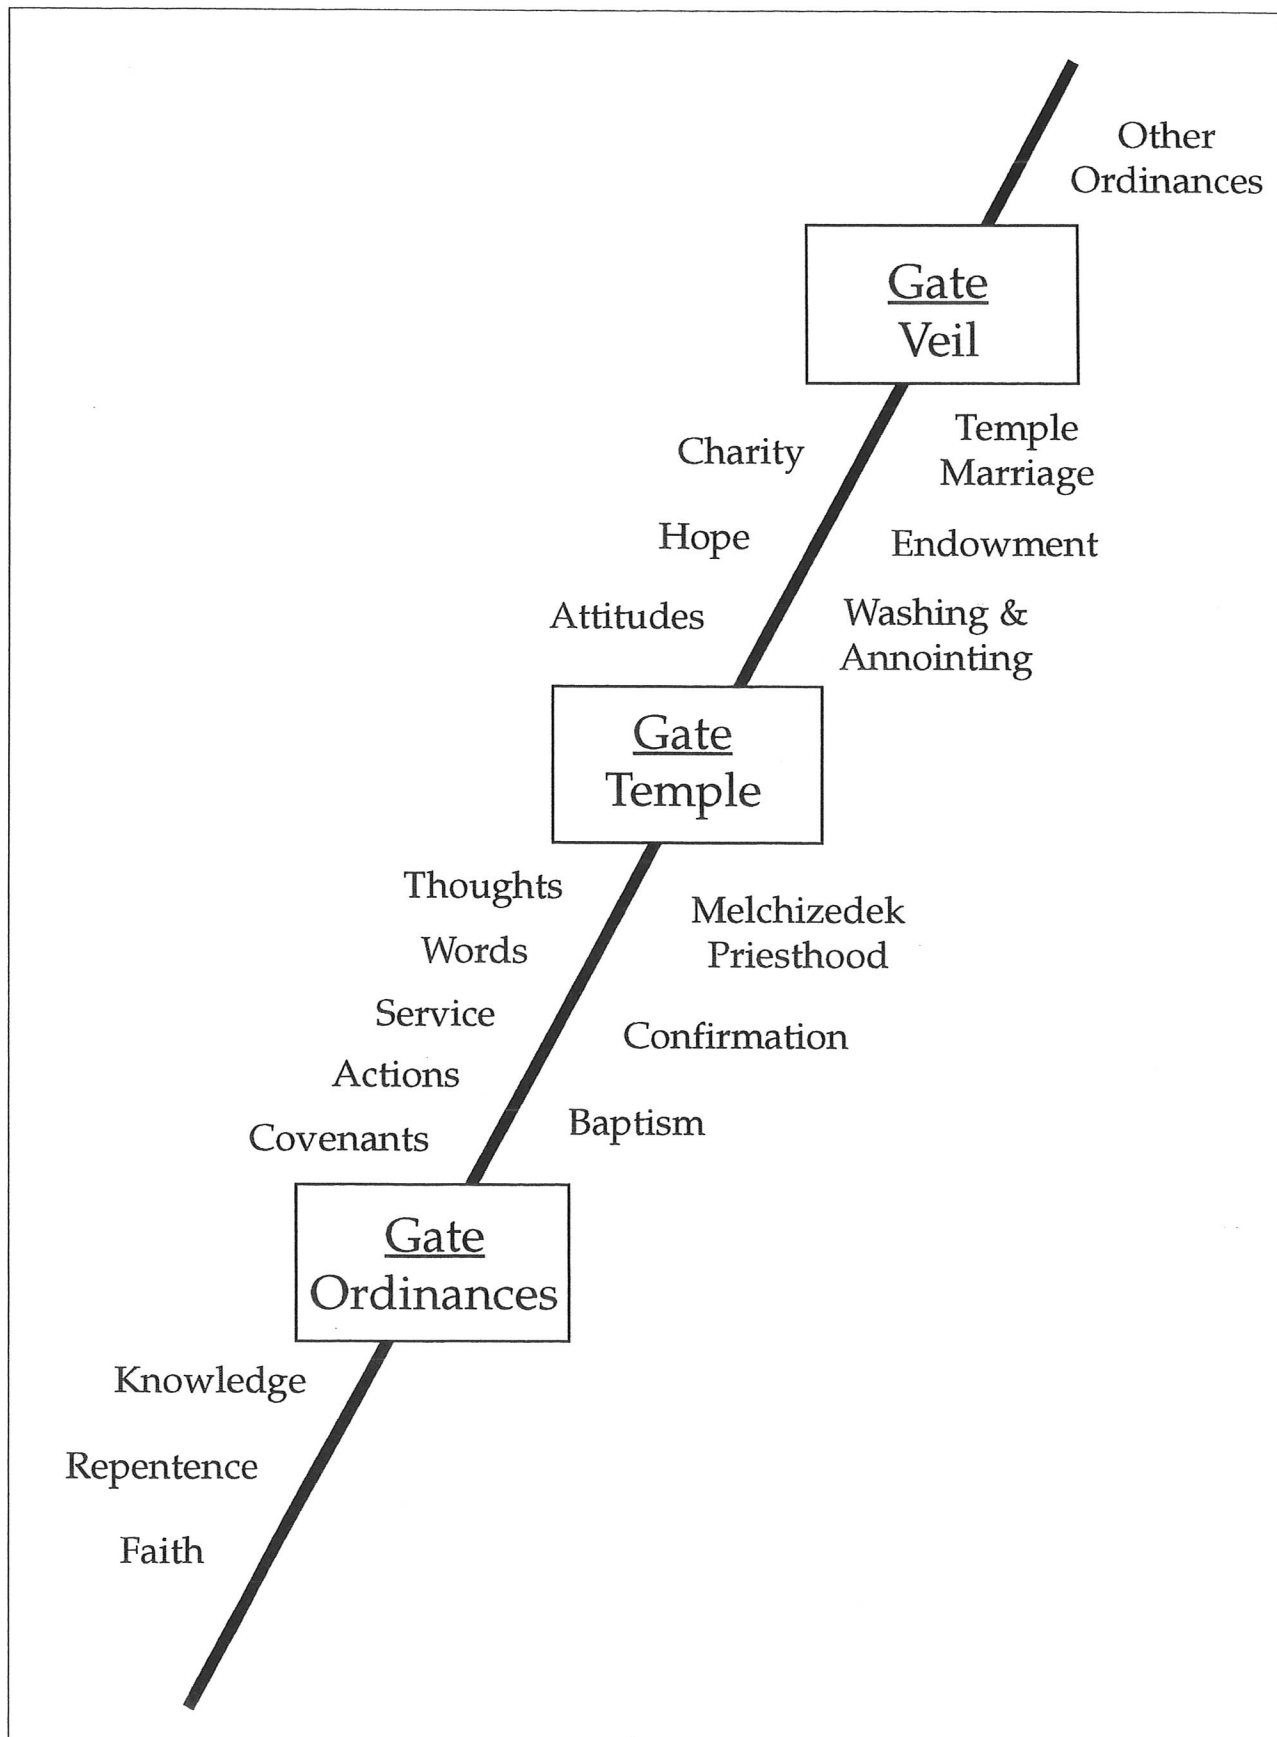 Other
Ordinances
Gate
Veil
Charity
Temple
Marriage
Hope
Endowment
Attitudes
Washing &
Annointing
Gate
Temple
Thoughts
Melchizedek
Priesthood
Words
Service
Confirmation
Actions
Baptism
Covenants
Gate
Ordinances
Knowledge
Repentence
Faith